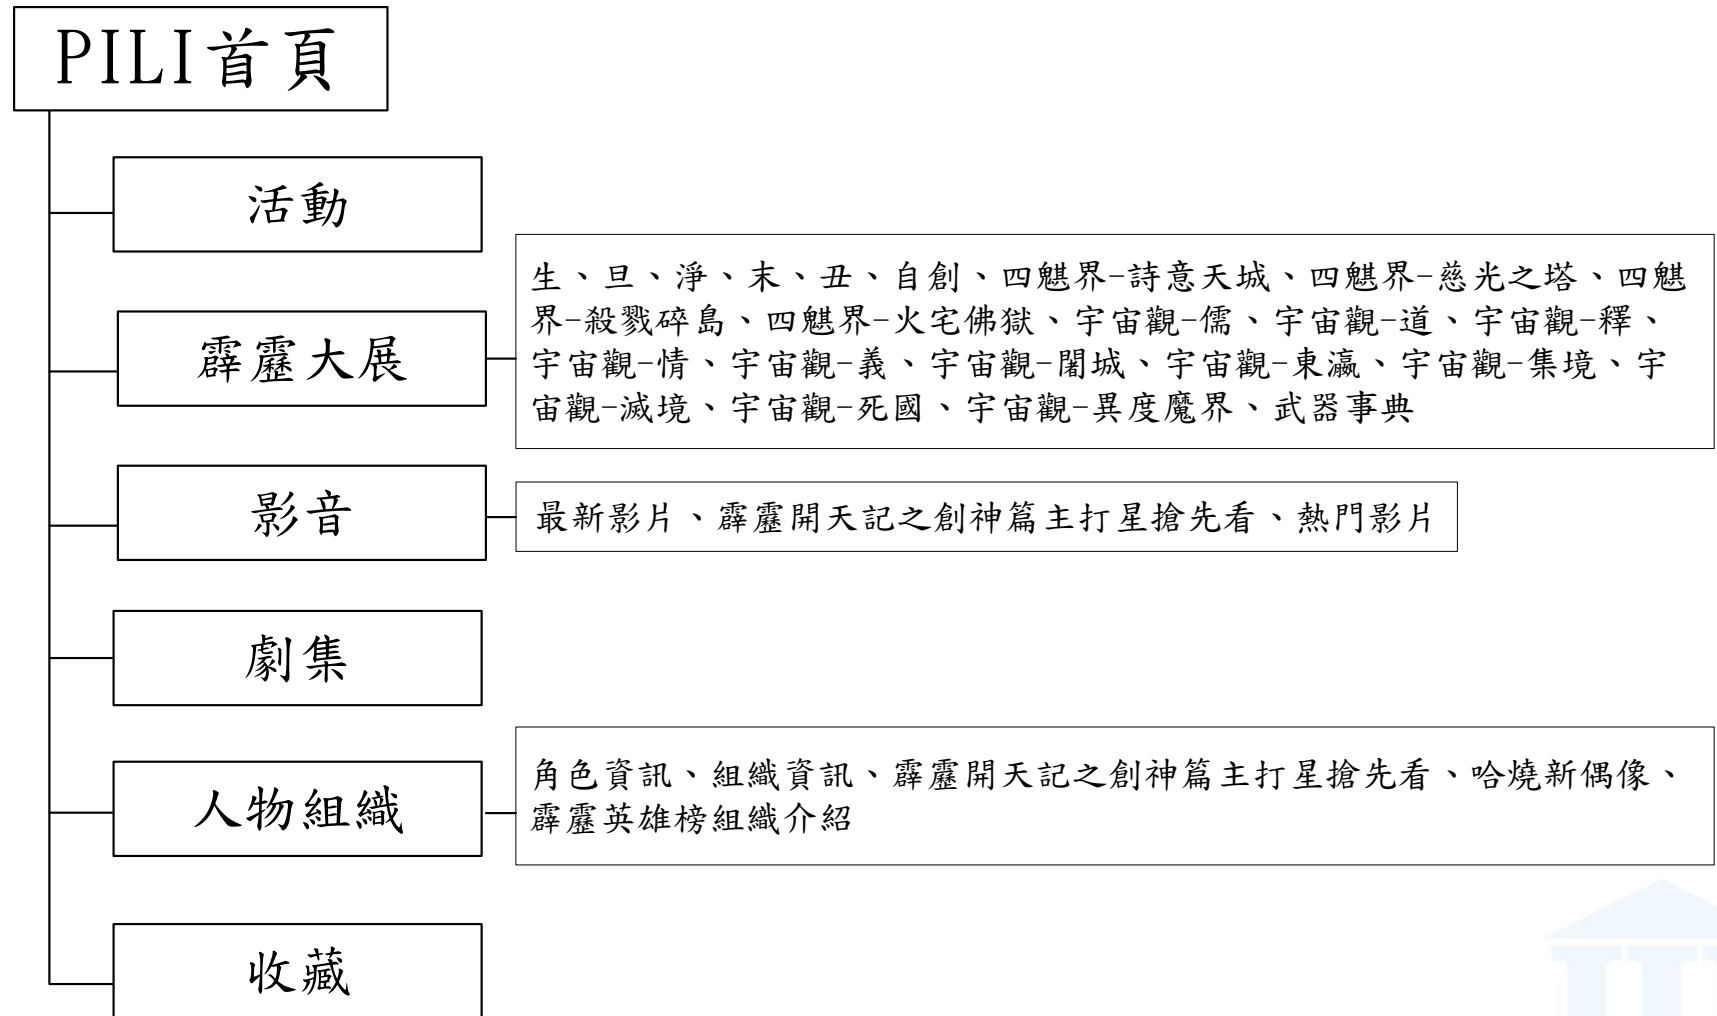 PILI首頁
活動
霹靂大展
生、旦、淨、末、丑、自創、四魌界-詩意天城、四魌界-慈光之塔、四魌
界-殺戮碎島、四魌界-火宅佛獄、宇宙觀-儒、宇宙觀-道、宇宙觀-釋、
宇宙觀-情、宇宙觀-義、宇宙觀-闍城、宇宙觀-東瀛、宇宙觀-集境、宇
宙觀-滅境、宇宙觀-死國、宇宙觀-異度魔界、武器事典
影音
最新影片、霹靂開天記之創神篇主打星搶先看、熱門影片
劇集
人物組織
角色資訊、組織資訊、霹靂開天記之創神篇主打星搶先看、哈燒新偶像、
霹靂英雄榜組織介紹
收藏